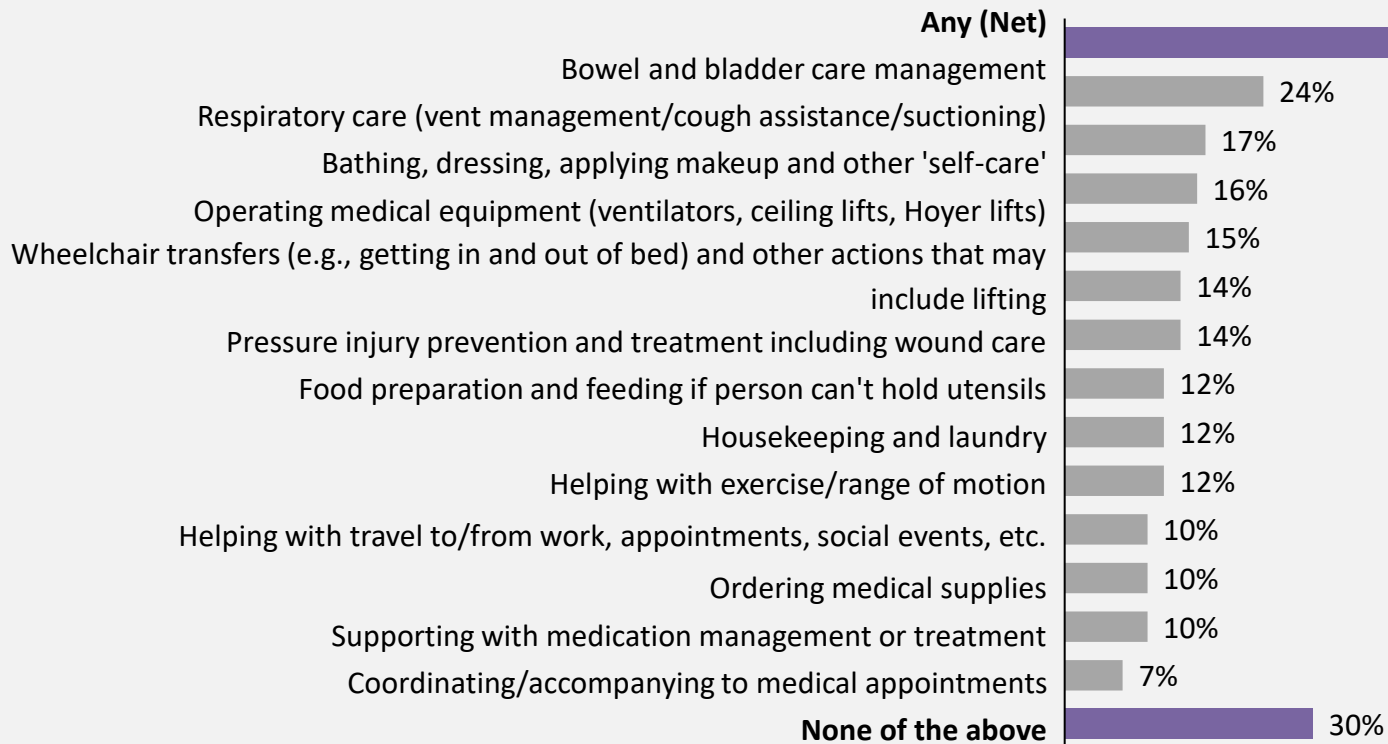 Any (Net)
Bowel and bladder care management
24%
Respiratory care (vent management/cough assistance/suctioning)
17%
Bathing, dressing, applying makeup and other 'self-care'
16%
Operating medical equipment (ventilators, ceiling lifts, Hoyer lifts)
15%
Wheelchair transfers (e.g., getting in and out of bed) and other actions that may
include lifting
14%
Pressure injury prevention and treatment including wound care
14%
Food preparation and feeding if person can't hold utensils
12%
Housekeeping and laundry
12%
Helping with exercise/range of motion
12%
Helping with travel to/from work, appointments, social events, etc.
10%
Ordering medical supplies
10%
Supporting with medication management or treatment
10%
Coordinating/accompanying to medical appointments
7%
None of the above
30%